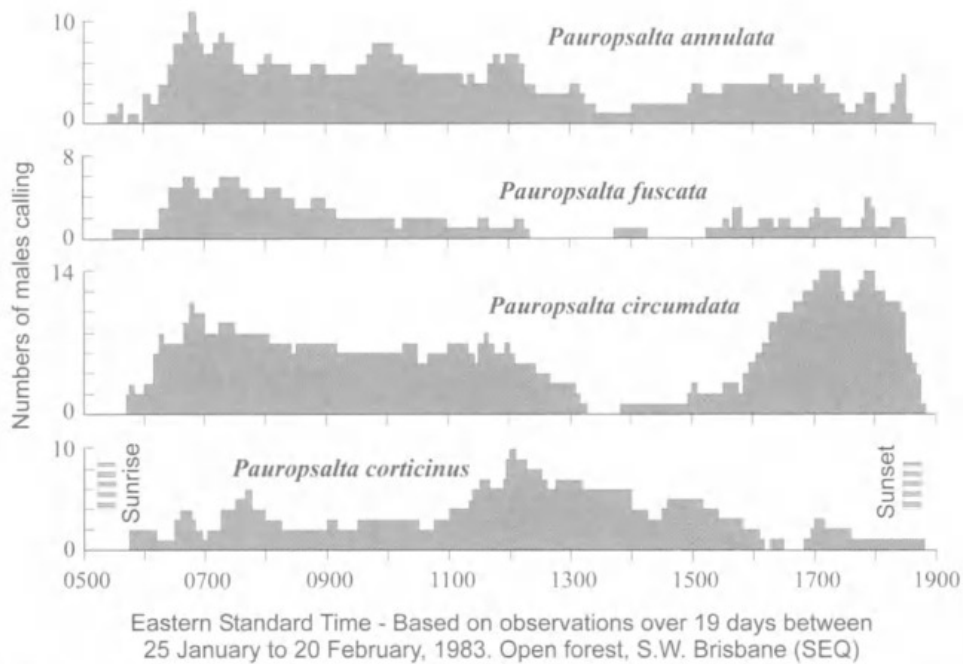 10
Pauropsalta annulata
0
8
Pauropsalta fuscata
0
Numbers of males calling
14
Pauropsalta circumdata
0
10
Pauropsalta corticinus
Sunrise
Sunset
0
0500 0700 0900 1100 1300 1500 1700 1900
Eastern Standard Time - Based on observations over 19 days between
25 January to 20 February, 1983. Open forest, S.W. Brisbane (SEQ)